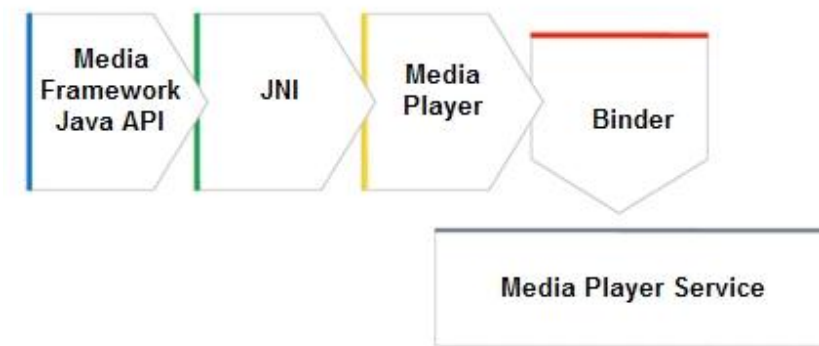 Media
Framework
Java API
JNI
Media
Player
Binder
Media Player Service